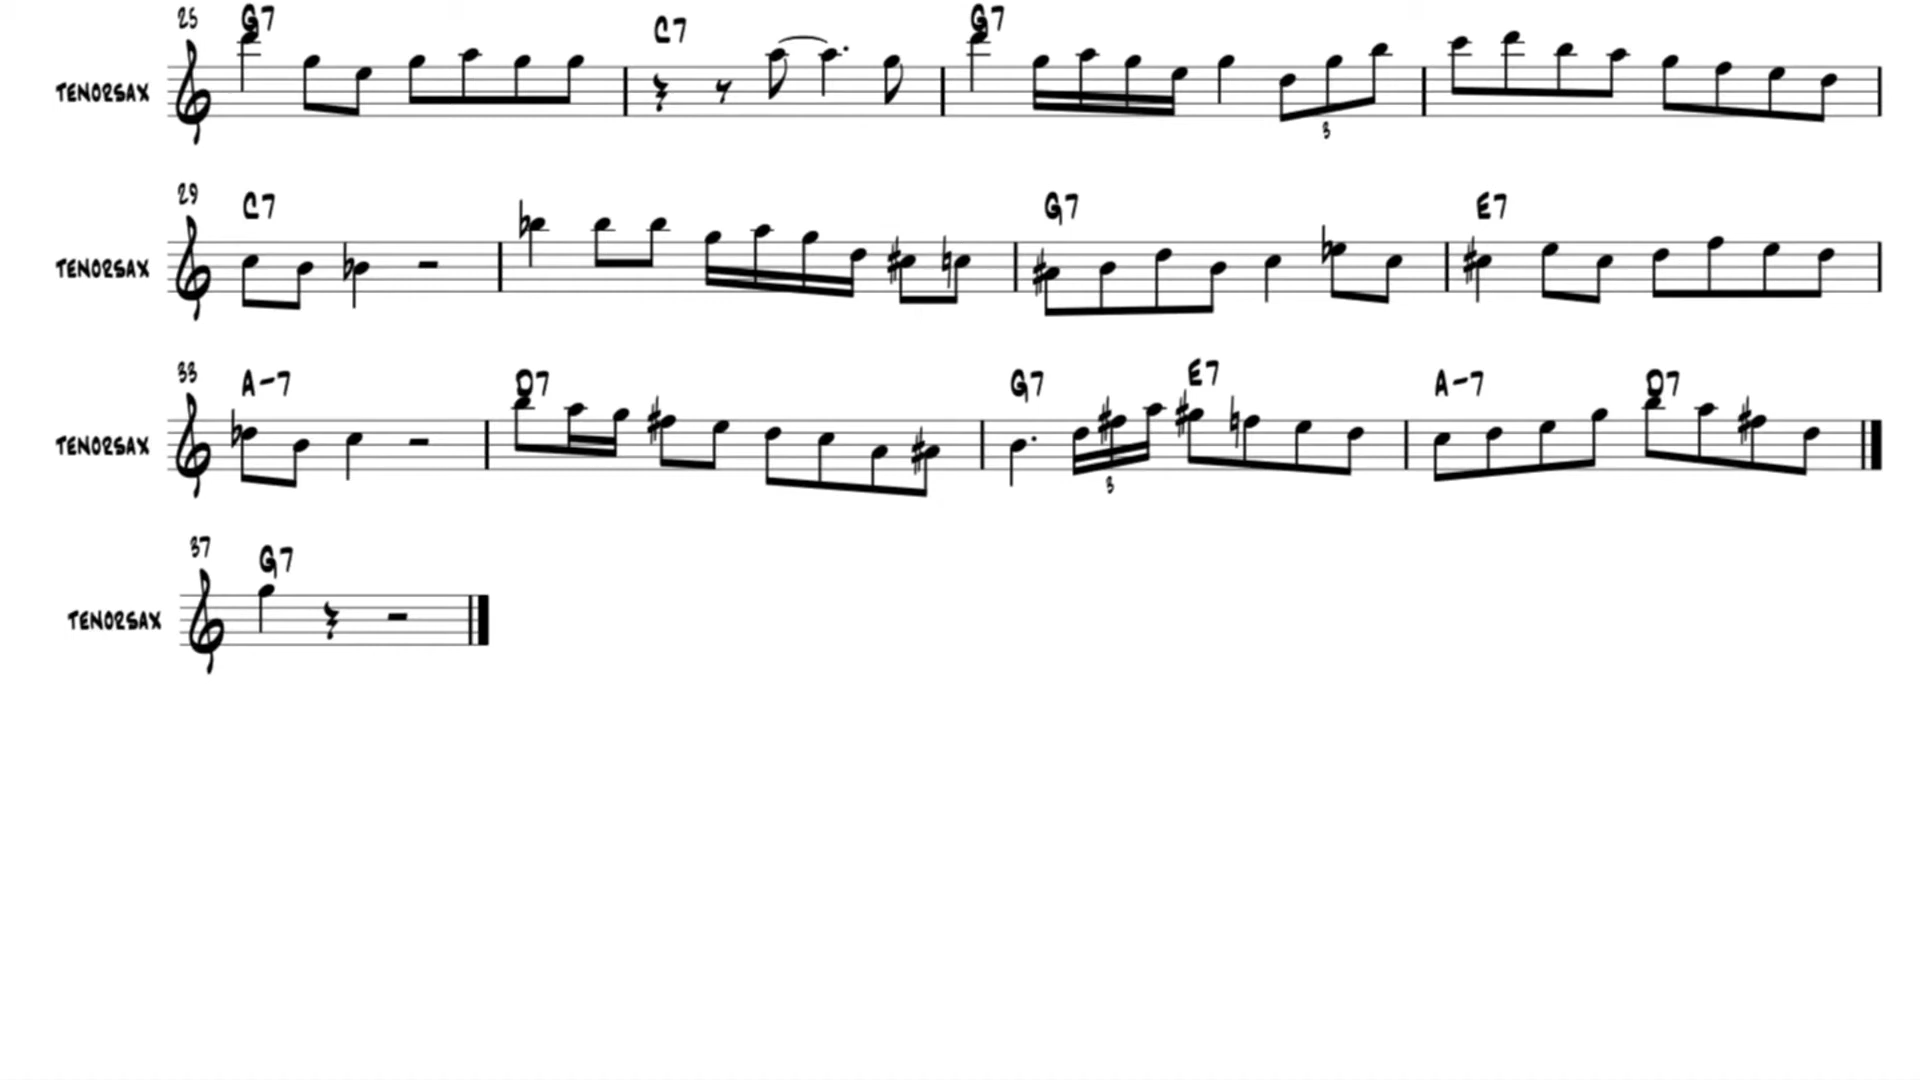 25 G7 C7 G7
TENORSAX
3
29 C7 G7 E7
TENORSAX
33 A-7 D7 G7 E7 A-7 D7
TENORSAX
3
37 G7
TENORSAX